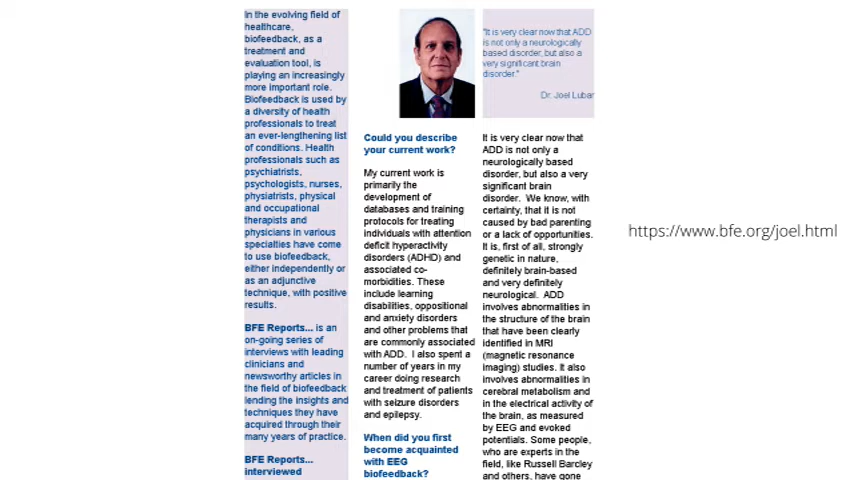 In the evolving field of
healthcare,
biofeedback, as a
treatment and
evaluation tool, is
playing an increasingly
more important role.
Biofeedback is used by
a diversity of health
professionals to treat
an ever-lengthening list
of conditions. Health
professionals such as
psychiatrists,
psychologists, nurses,
physiatrists, physical
and occupational
therapists and
physicians in various
specialties have come
to use biofeedback,
either independently or
as an adjunctive
technique, with positive
results.
BFE Reports... is an
on-going series of
interviews with leading
clinicians and
newsworthy articles in
the field of biofeedback
lending the insights and
techniques they have
acquired through their
many years of practice.
BFE Reports...
interviewed
Could you describe
your current work?
My current work is
primarily the
development of
databases and training
protocols for treating
individuals with attention
deficit hyperactivity
disorders (ADHD) and
associated co-
morbidities. These
include learning
disabilities, oppositional
and anxiety disorders
and other problems that
are commonly associated
with ADD. I also spent a
number of years in my
career doing research
and treatment of patients
with seizure disorders
and epilepsy.
When did you first
become acquainted
with EEG
biofeedback?
"It is very clear now that ADD
is not only a neurologically
based disorder, but also a
very significant brain
disorder."
Dr. Joel Lubar
It is very clear now that
ADD is not only a
neurologically based
disorder, but also a very
significant brain
disorder. We know, with
certainty, that it is not
caused by bad parenting
or a lack of opportunities.
It is, first of all, strongly
genetic in nature,
definitely brain-based
and very definitely
neurological. ADD
involves abnormalities in
the structure of the brain
that have been clearly
identified in MRI
(magnetic resonance
imaging) studies. It also
involves abnormalities in
cerebral metabolism and
in the electrical activity of
the brain, as measured
by EEG and evoked
potentials. Some people,
who are experts in the
field, like Russell Barcley
and others, have gone
https://www.bfe.org/joel.html